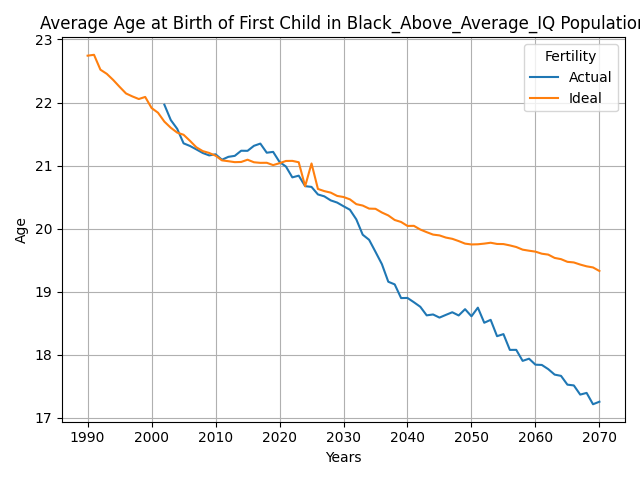 Average Age at Birth of First Child in Black_Above_Average_IQ Population
23
22
21
20
19
18
17
Age
Fertility
Actual
Ideal
1990 2000 2010 2020 2030 2040 2050 2060 2070
Years